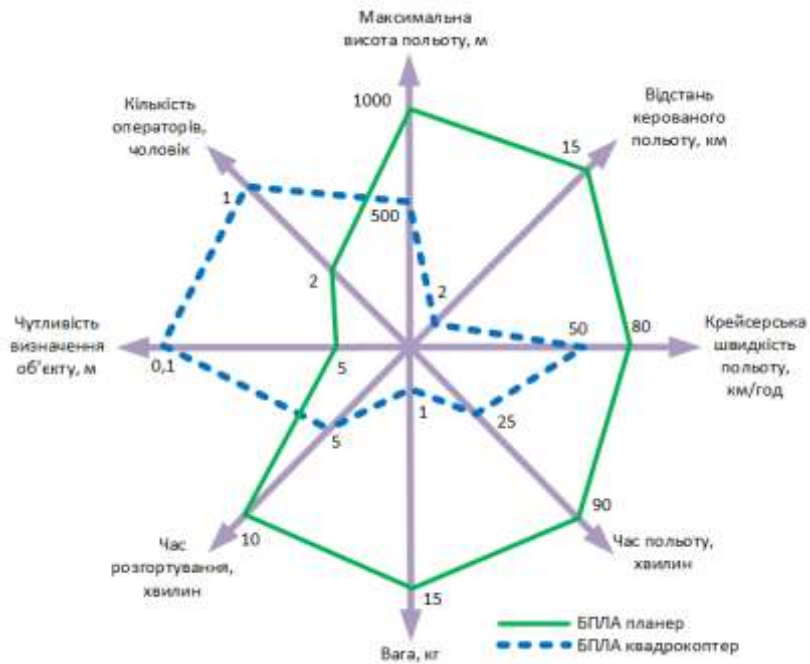 Максимальна
висота польоту, м
1000
Відстань
керованого
польоту, км
15
Кількість
операторів,
чоловік
1
500
2
2
Чутливість
визначення
об'єкту, м
0,1
5
50
80
Крейсерська
швидкість
польоту,
км/год
5
1
25
10
90
Час
розгортування,
хвилин
Час польоту,
хвилин
15
Вага, кг
БПЛА планер
БПЛА квадрокоптер